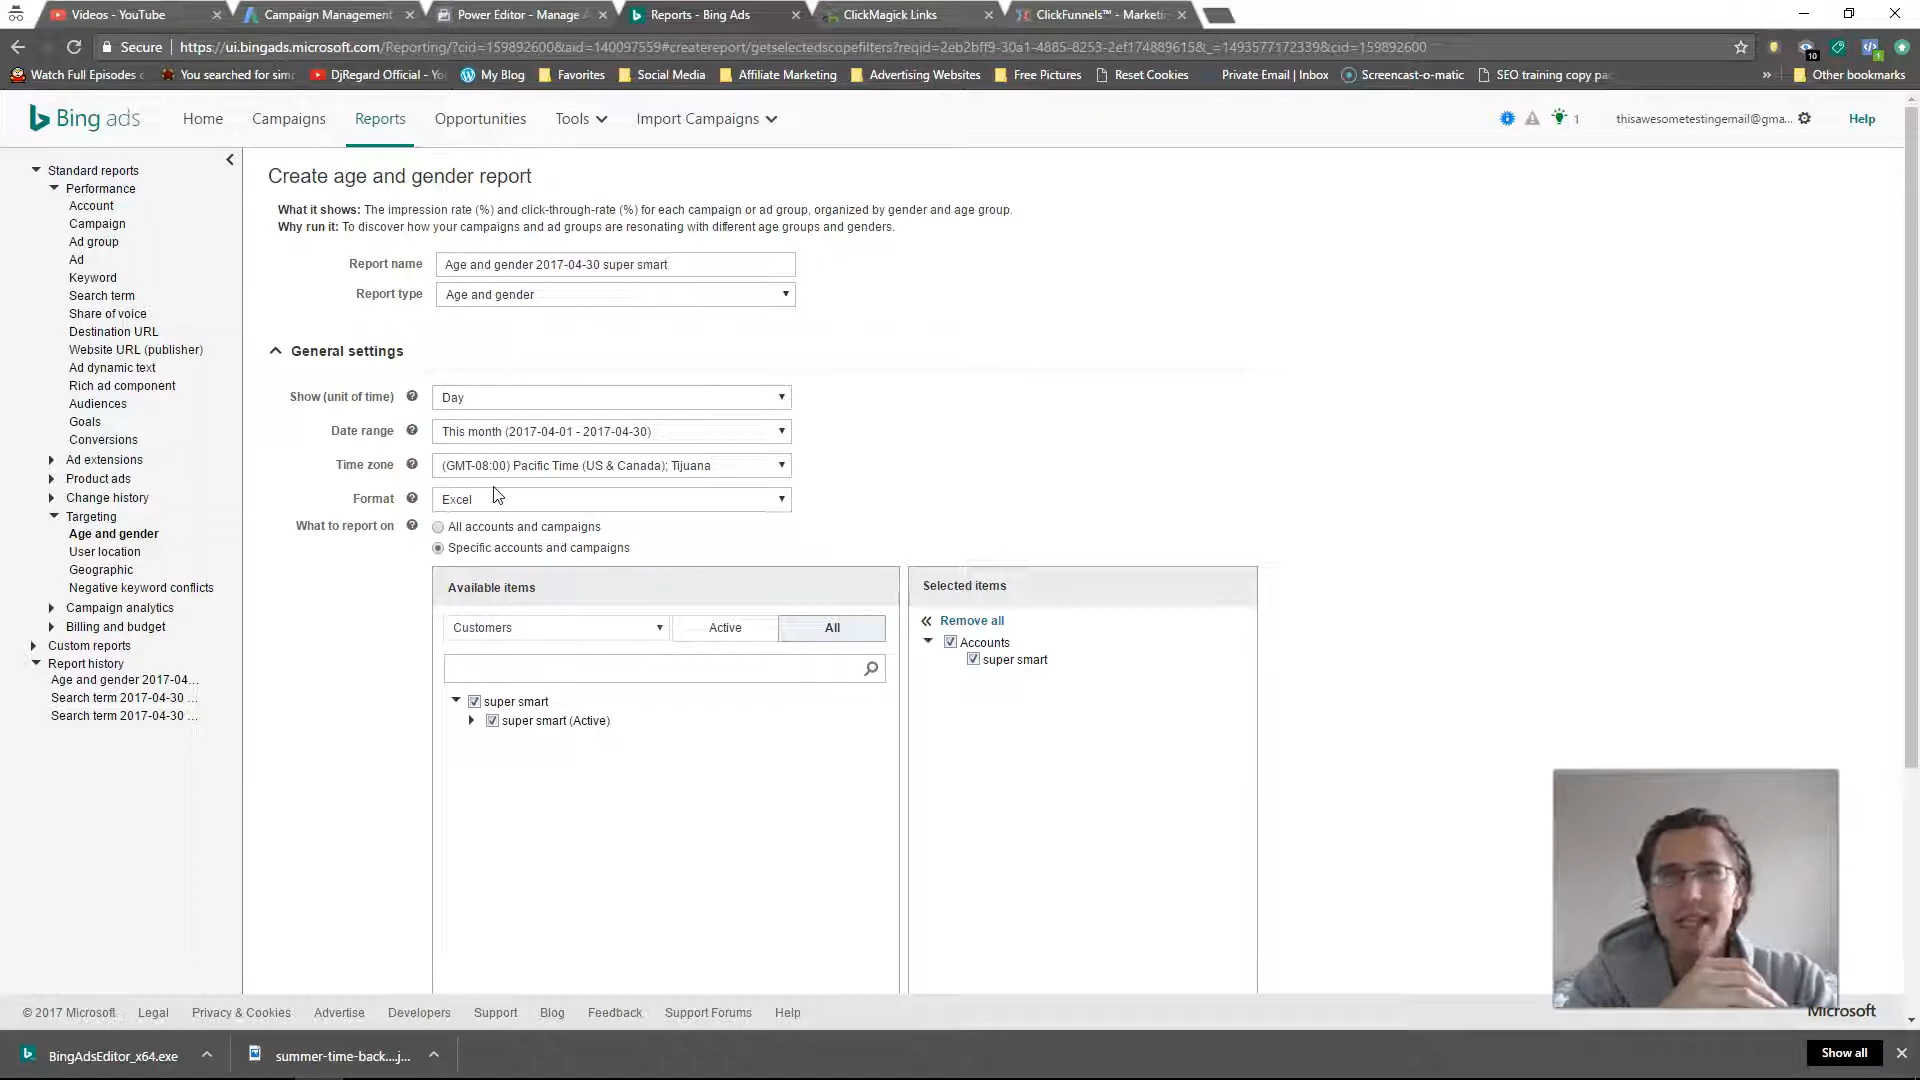 Videos - YouTube
Campaign Management
Power Editor - Manage
Reports - Bing Ads
ClickMagick Links
ClickFunnels™ - Marketi
Secure
https://ui.bingads.microsoft.com/Reporting/?cid=159892600&aid=140097559#createreport/getselectedscopefilters?reqid=2eb2bff9-30a1-4885-8253-2ef174889615&_=1493577172339&cid=159892600
10
1
Watch Full Episodes
You searched for sim
DjRegard Official - Yo
My Blog
Favorites
Social Media
Affiliate Marketing
Advertising Websites
Free Pictures
Reset Cookies
Private Email | Inbox
Screencast-o-matic
SEO training copy pa
»
Other bookmarks
Bing ads
Home
Campaigns
Reports
Opportunities
Tools
Import Campaigns
1
thisawesometestingemail@gma...
Help
Standard reports
Performance
Account
Campaign
Ad group
Ad
Keyword
Search term
Share of voice
Destination URL
Website URL (publisher)
Ad dynamic text
Rich ad component
Audiences
Goals
Conversions
Ad extensions
Product ads
Change history
Targeting
Age and gender
User location
Geographic
Negative keyword conflicts
Campaign analytics
Billing and budget
Custom reports
Report history
Age and gender 2017-04...
Search term 2017-04-30 ...
Search term 2017-04-30 ...
Create age and gender report
What it shows: The impression rate (%) and click-through-rate (%) for each campaign or ad group, organized by gender and age group.
Why run it: To discover how your campaigns and ad groups are resonating with different age groups and genders.
Report name
Age and gender 2017-04-30 super smart
Report type
Age and gender
General settings
Show (unit of time)
Day
Date range
This month (2017-04-01 - 2017-04-30)
Time zone
(GMT-08:00) Pacific Time (US & Canada); Tijuana
Format
Excel
What to report on
All accounts and campaigns
Specific accounts and campaigns
Available items
Customers
Active
All
super smart
super smart (Active)
Selected items
« Remove all
Accounts
super smart
© 2017 Microsoft
Legal
Privacy & Cookies
Advertise
Developers
Support
Blog
Feedback
Support Forums
Help
Microsoft
BingAdsEditor_x64.exe
summer-time-back....j...
Show all